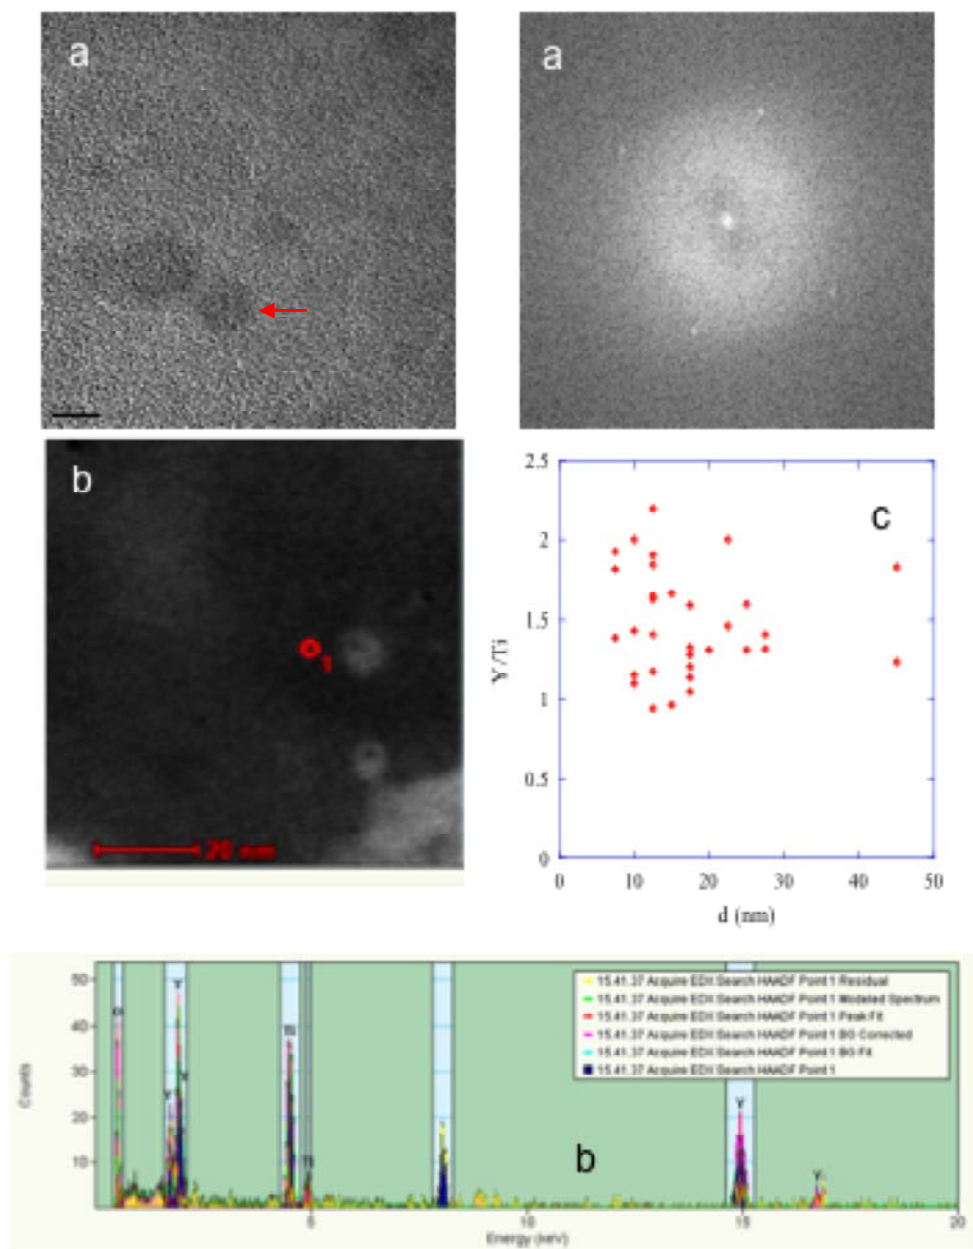 a
a
b
1
20 nm
c
2.5
2
1.5
1
0.5
0
Y/Ti
0
10
20
30
40
50
d (nm)
50
40
30
20
10
Counts
O
Y
Y
Y
Ti
Ti
Y
Y
15.41.37 Acquire EDX Search HAADF Point 1 Residual
15.41.37 Acquire EDX Search HAADF Point 1 Modeled Spectrum
15.41.37 Acquire EDX Search HAADF Point 1 Peak Fit
15.41.37 Acquire EDX Search HAADF Point 1 BG Corrected
15.41.37 Acquire EDX Search HAADF Point 1 BG Fit
15.41.37 Acquire EDX Search HAADF Point 1
b
5
10
15
20
Energy (keV)